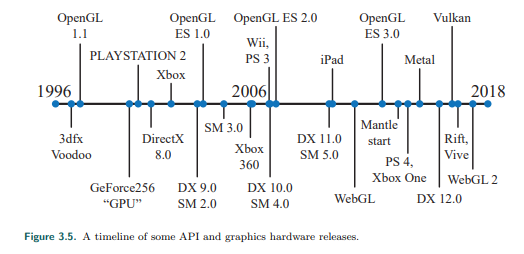 OpenGL
1.1
PLAYSTATION 2
Xbox
OpenGL
ES 1.0
OpenGL ES 2.0
Wii,
PS 3
iPad
OpenGL
ES 3.0
Metal
Vulkan
1996
2006
2018
3dfx
Voodoo
GeForce256
“GPU”
DirectX
8.0
DX 9.0
SM 2.0
SM 3.0
Xbox
360
DX 10.0
SM 4.0
DX 11.0
SM 5.0
WebGL
Mantle
start
PS 4,
Xbox One
DX 12.0
Rift,
Vive
WebGL 2
Figure 3.5. A timeline of some API and graphics hardware releases.